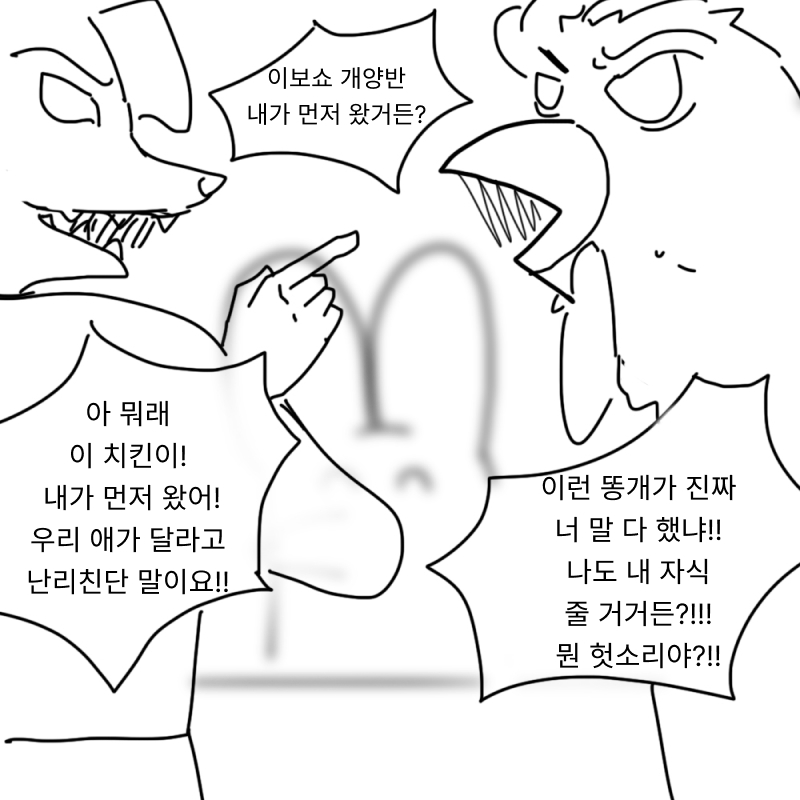 이보쇼 개양반
내가 먼저 왔거든?
아 뭐래
이 치킨이!
내가 먼저 왔어!
우리 애가 달라고
난리친단 말이요!!
이런 똥개가 진짜
너 말 다 했냐!!
나도 내 자식
줄 거거든?!!!
뭔 헛소리야?!!